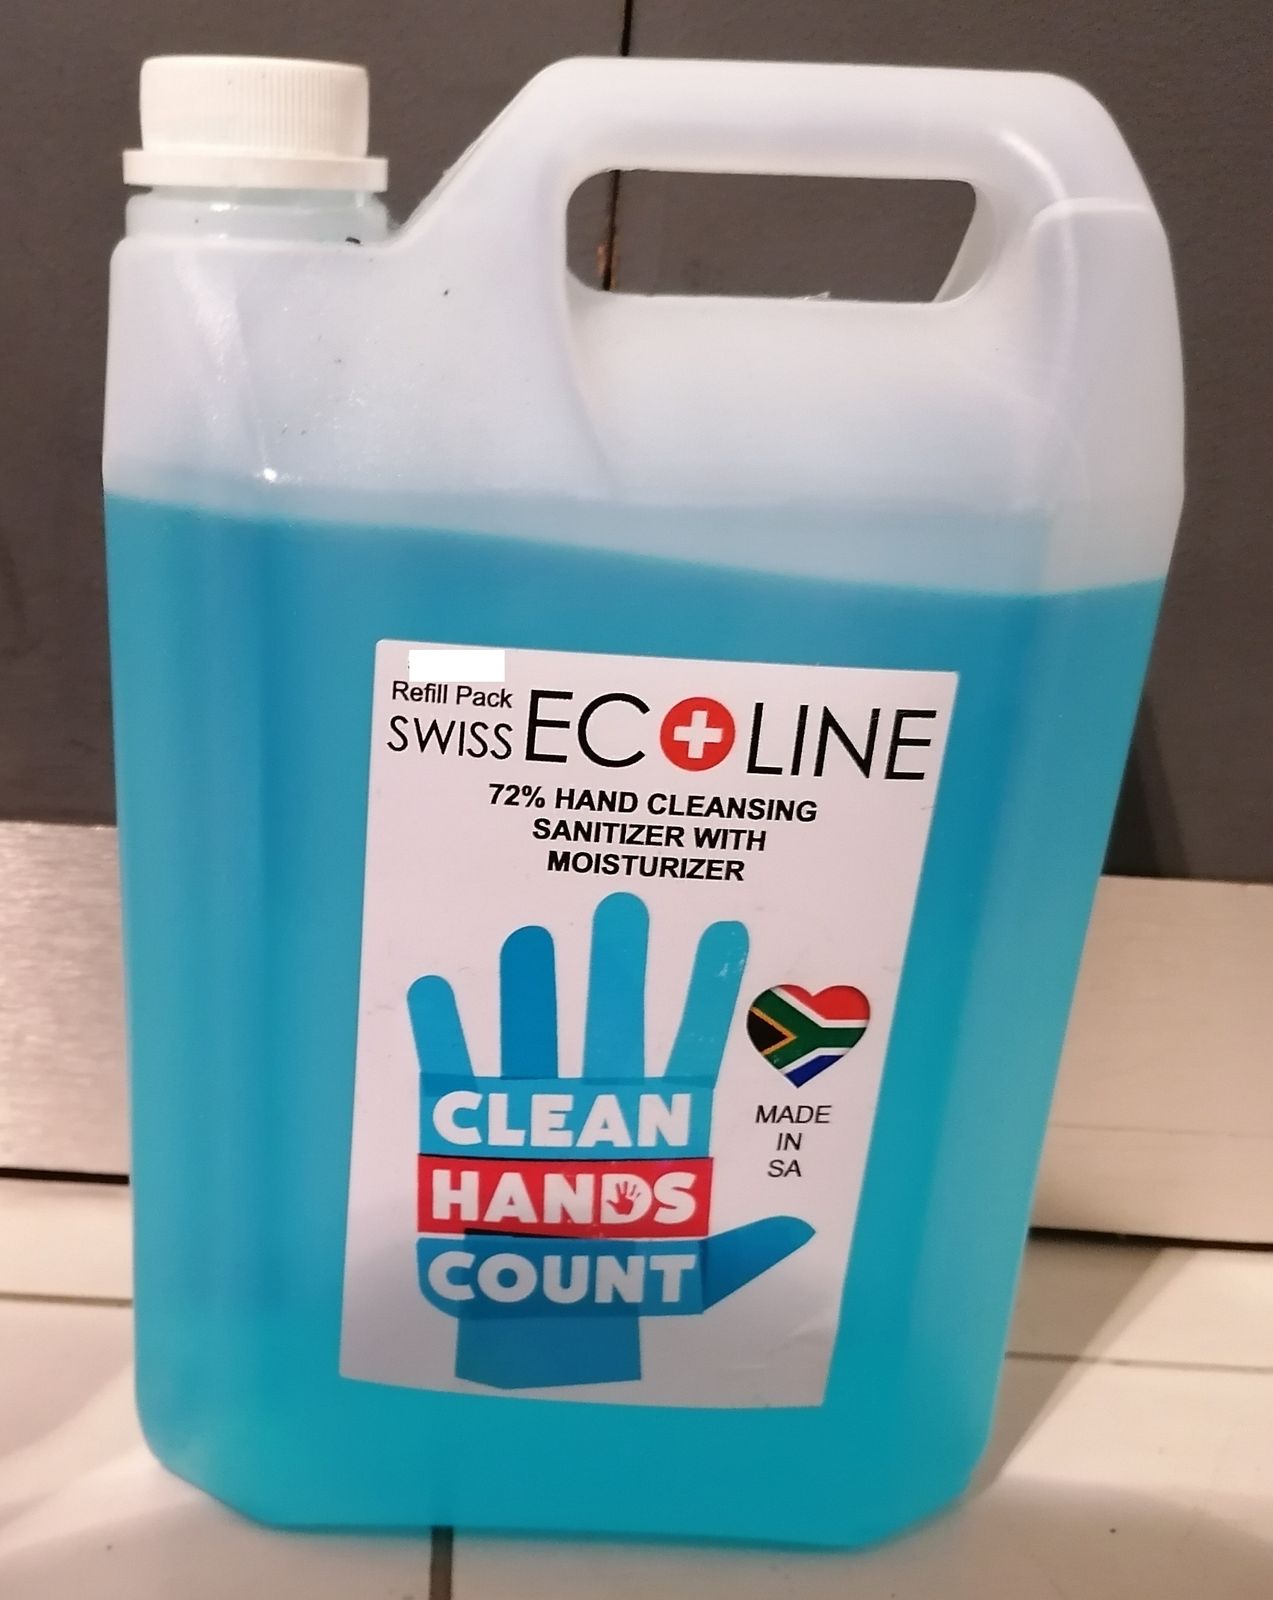 Refill Pack
SWISS ECOLINE
72% HAND CLEANSING
SANITIZER WITH
MOISTURIZER
CLEAN
HANDS
COUNT
MADE
IN
SA